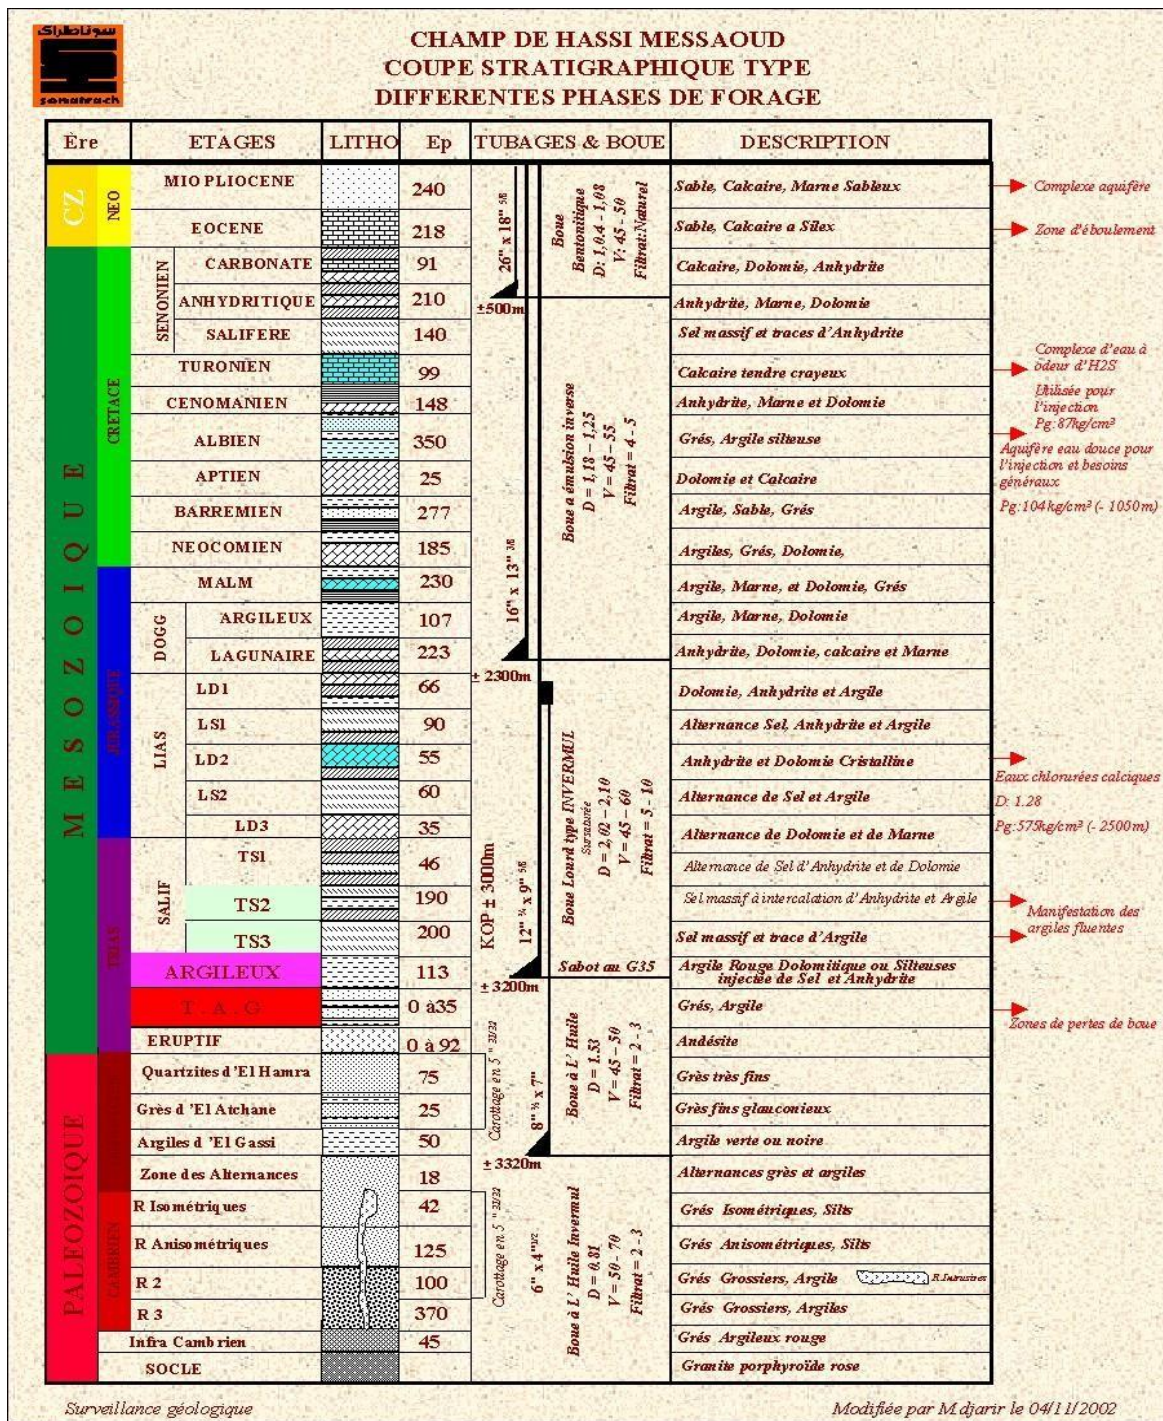 سوناطراك
sonatrach
CHAMP DE HASSI MESSAOUD
COUPE STRATIGRAPHIQUE TYPE
DIFFERENTES PHASES DE FORAGE
Ère ETAGES LITHO Ep TUBAGES & BOUE DESCRIPTION
CZ
NEO
MESOZOIQUE
CRETACE
JURASSIQUE
TRIAS
PALEOZOIQUE
CAMBRIEN
SENONIEN
DOGG
LIAS
SALIF
MIO PLIOCENE 240 Sable, Calcaire, Marne Sableux
EOCENE 218 Sable, Calcaire a Silex
CARBONATE 91 Calcaire, Dolomie, Anhydrite
ANHYDRITIQUE 210 Anhydrite, Marne, Dolomie
SALIFERE 140 Sel massif et traces d'Anhydrite
TURONIEN 99 Calcaire tendre crayeux
CENOMANIEN 148 Anhydrite, Marne et Dolomie
ALBIEN 350 Grés, Argile silteuse
APTIEN 25 Dolomie et Calcaire
BARREMIEN 277 Argile, Sable, Grés
NEOCOMIEN 185 Argiles, Grés, Dolomie,
MALM 230 Argile, Marne, et Dolomie, Grés
ARGILEUX 107 Argile, Marne, Dolomie
LAGUNAIRE 223 Anhydrite, Dolomie, calcaire et Marne
LD1 66 Dolomie, Anhydrite et Argile
LS1 90 Alternance Sel, Anhydrite et Argile
LD2 55 Anhydrite et Dolomie Cristalline
LS2 60 Alternance de Sel et Argile
LD3 35 Alternance de Dolomie et de Marne
TS1 46 Alternance de Sel d'Anhydrite et de Dolomie
TS2 190 Sel massif à intercalation d'Anhydrite et Argile
TS3 200 Sel massif et trace d'Argile
ARGILEUX 113 Argile Rouge Dolomitique ou Silteuses
injectée de Sel et Anhydrite
T.A.G 0 à35 Grés, Argile
ERUPTIF 0 à 92 Andésite
Quartzites d'El Hamra 75 Grès très fins
Grès d 'El Atchane 25 Grès fins glauconieux
Argiles d 'El Gassi 50 Argile verte ou noire
Zone des Alternances 18 Alternances grès et argiles
R Isométriques 42 Grés Isométriques, Silts
R Anisométriques 125 Grés Anisométriques, Silts
R 2 100 Grés Grossiers, Argile R.Intrusives
R 3 370 Grés Grossiers, Argiles
Infra Cambrien 45 Grés Argileux rouge
SOCLE Granite porphyroïde rose
26" x 18" 5/8
Boue
Bentonitique
D: 1,0.4 - 1,08
V: 45 - 50
Filtrat:Naturel
±500m
16" x 13" 3/8
Boue a émulsion inverse
D = 1,18 – 1,25
V = 45 – 55
Filtrat = 4 - 5
± 2300m
KOP ± 3000m
12" ¼ x 9" 5/8
Boue Lourd type INVERMUL
Sursaturée
D = 2,02 – 2,10
V = 45 – 60
Filtrat = 5 - 10
Sabot au G35
± 3200m
Carottage en 5 " 32/32
8" ½ x 7"
Boue à L' Huile
D = 1.53
V = 45 – 50
Filtrat = 2 - 3
± 3320m
Carottage en 5 " 32/32
6" x 4" 1/2
Boue à L' Huile Invermul
D = 0.81
V = 50 - 70
Filtrat = 2 – 3
Complexe aquifère
Zone d'éboulement
Complexe d'eau à
odeur d'H2S
Utilisée pour
l'injection
Pg:87kg/cm²
Aquifère eau douce pour
l'injection et besoins
généraux
Pg:104kg/cm² (- 1050m)
Eaux chlorurées calciques
D: 1.28
Pg:575kg/cm² (- 2500m)
Manifestation des
argiles fluentes
Zones de pertes de boue
Surveillance géologique
Modifiée par M.djarir le 04/11/2002